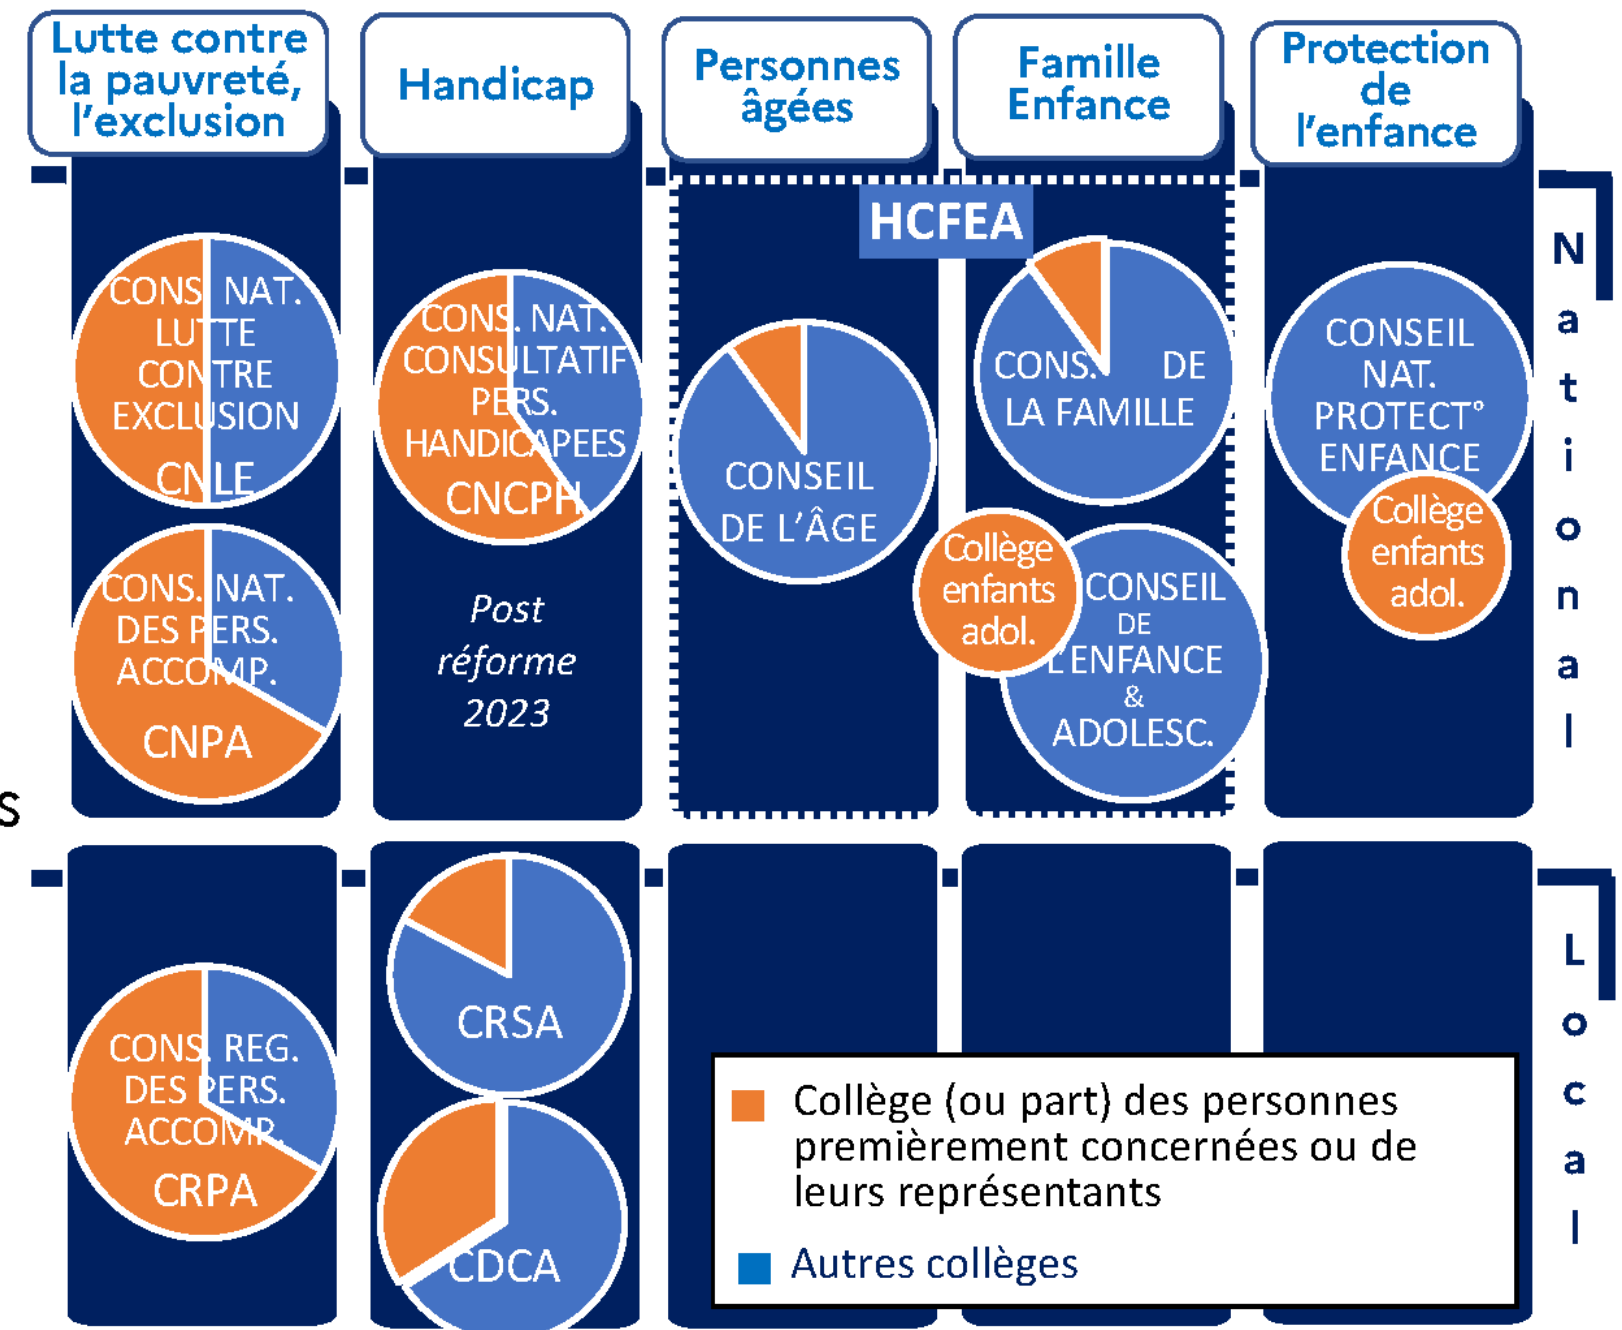 Lutte contre
la pauvreté,
l'exclusion
Handicap
Personnes
âgées
Famille
Enfance
Protection
de
l'enfance
HCFEA
National
CONS. NAT.
LUTTE
CONTRE
EXCLUSION
CNLE
CONS. NAT.
DES PERS.
ACCOMP.
CNPA
CONS. NAT.
CONSULTATIF
PERS.
HANDICAPEES
CNCPH
Post
réforme
2023
CONSEIL
DE L'ÂGE
CONS. DE
LA FAMILLE
Collège
enfants
adol.
CONSEIL
DE
L'ENFANCE
&
ADOLESC.
CONSEIL
NAT.
PROTECT°
ENFANCE
Collège
enfants
adol.
s
Local
CONS. REG.
DES PERS.
ACCOMP.
CRPA
CRSA
CDCA
Collège (ou part) des personnes
premièrement concernées ou de
leurs représentants
Autres collèges